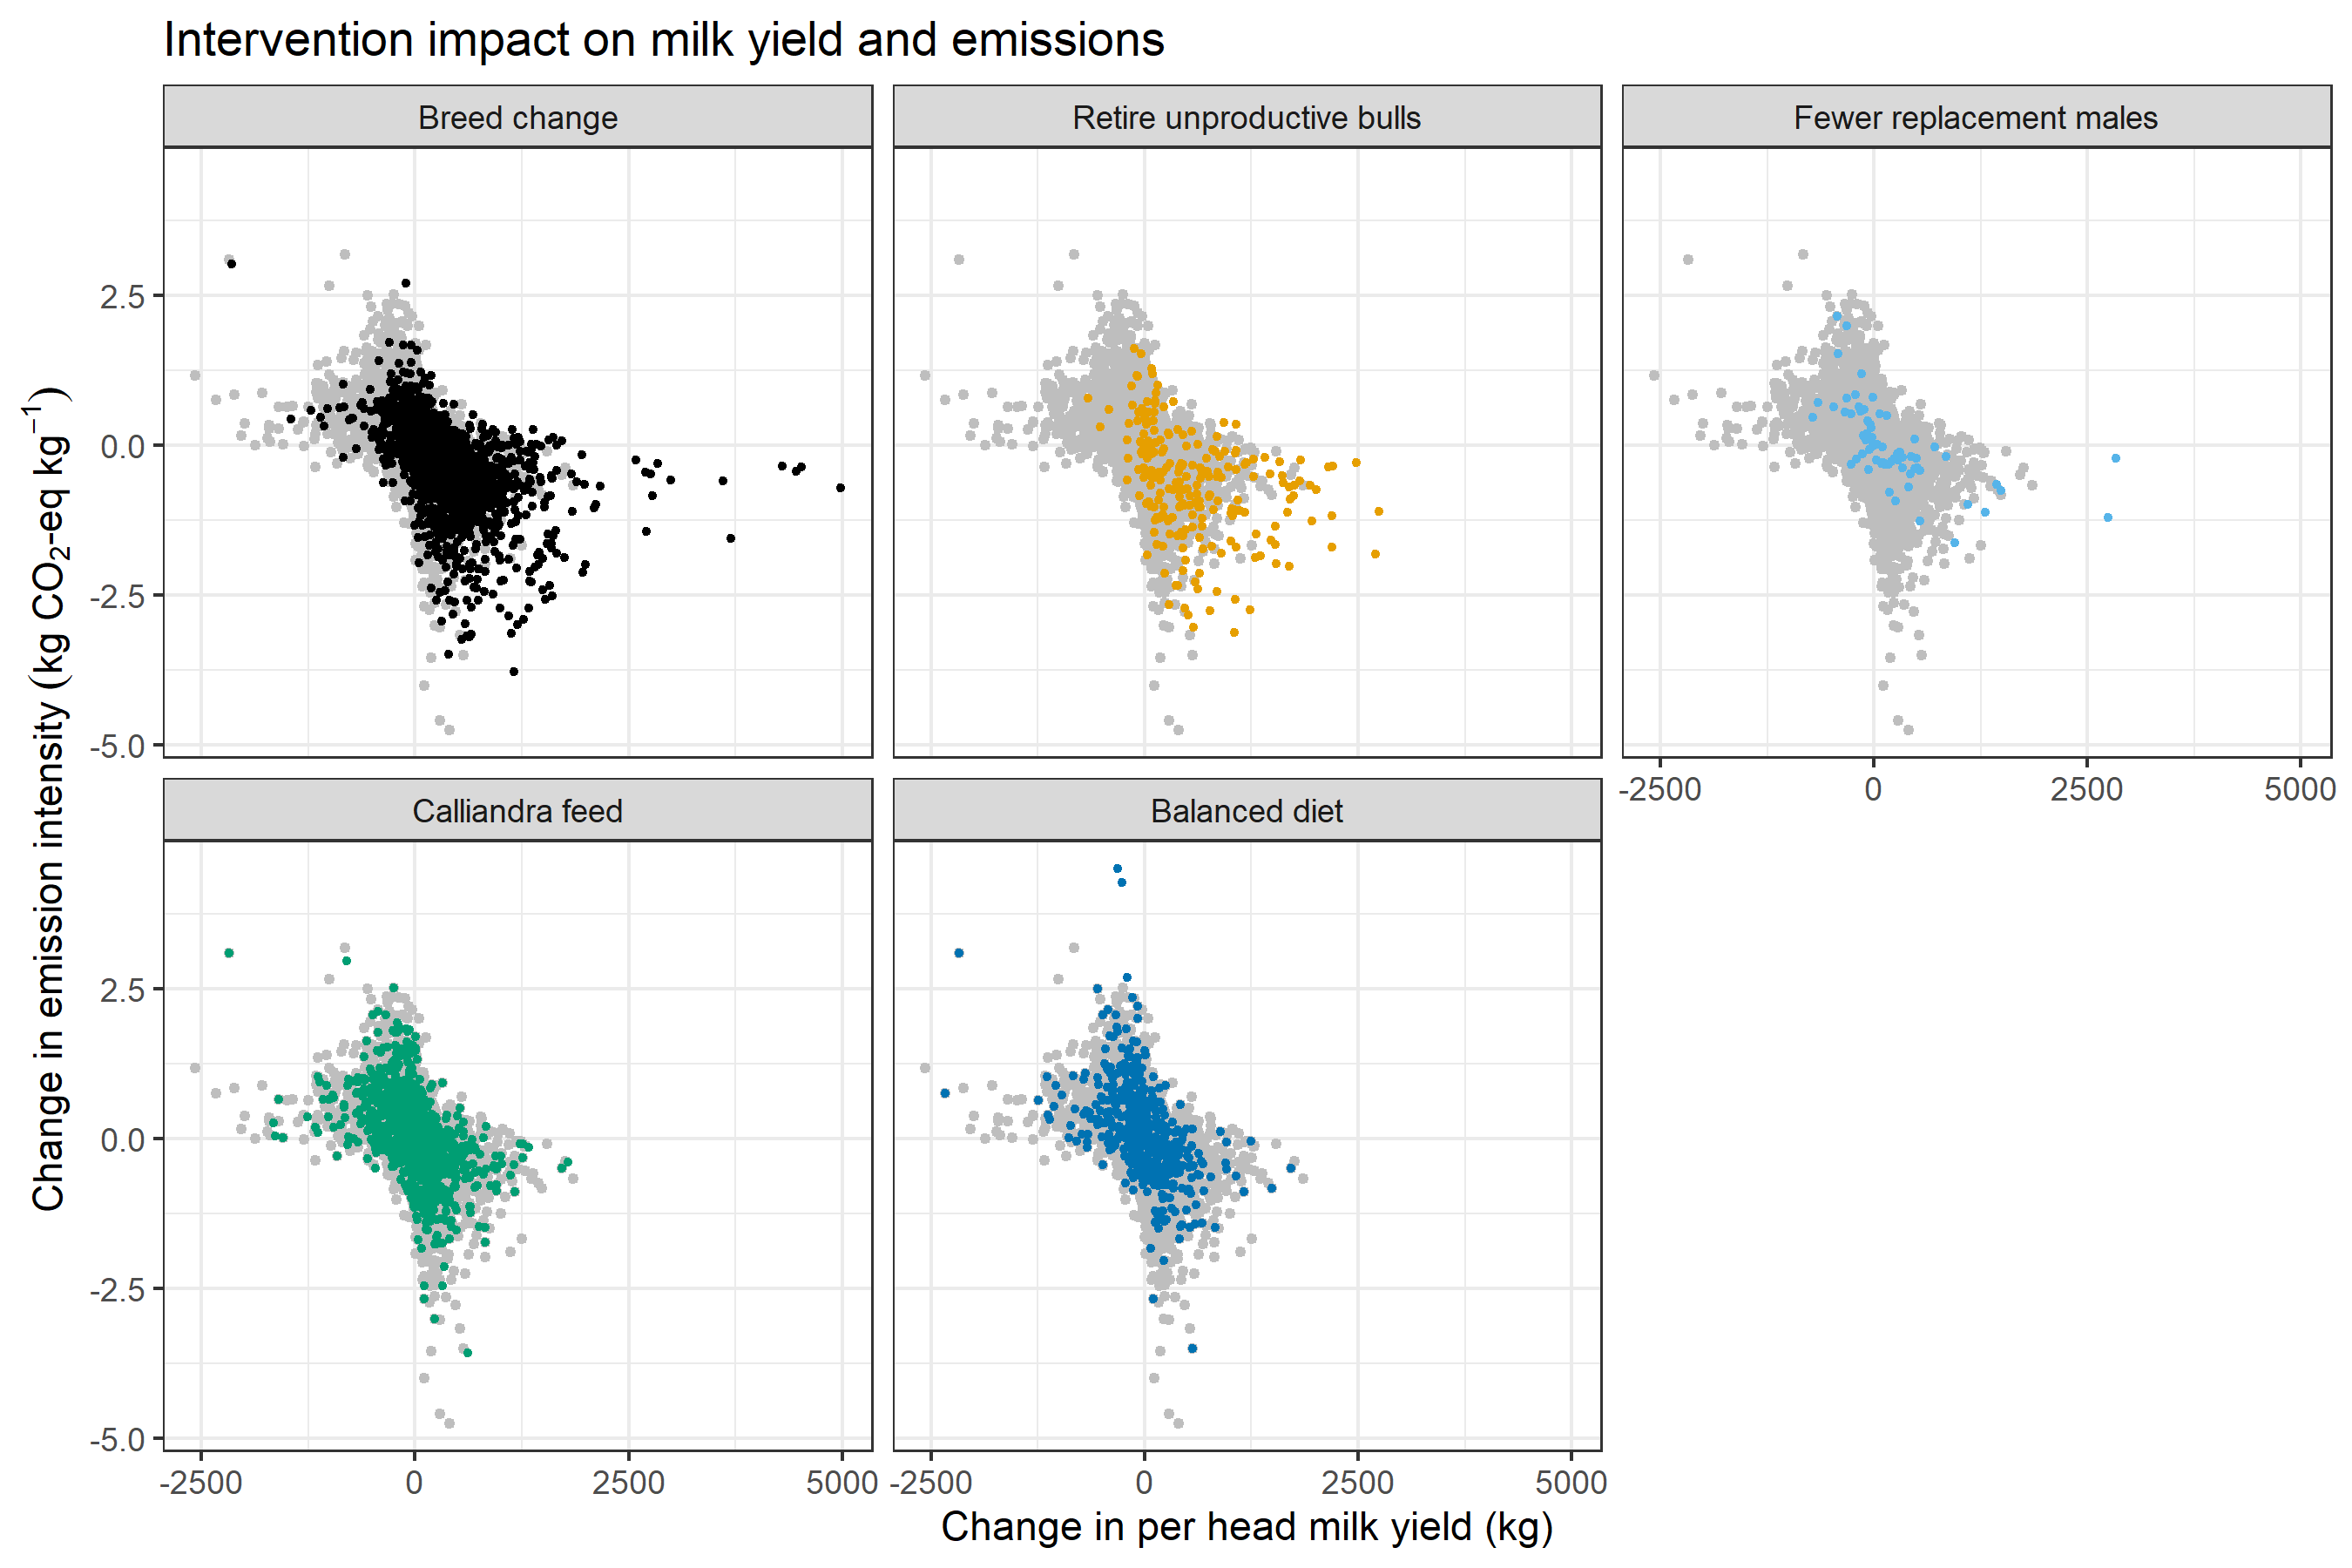 Intervention impact on milk yield and emissions
Breed change
Retire unproductive bulls
Fewer replacement males
2.5
0.0
-2.5
-5.0
-2500 0 2500 5000
Calliandra feed
Balanced diet
2.5
0.0
-2.5
-5.0
-2500 0 2500 5000
-2500 0 2500 5000
Change in per head milk yield (kg)
Change in emission intensity (kg CO₂-eq kg⁻¹)